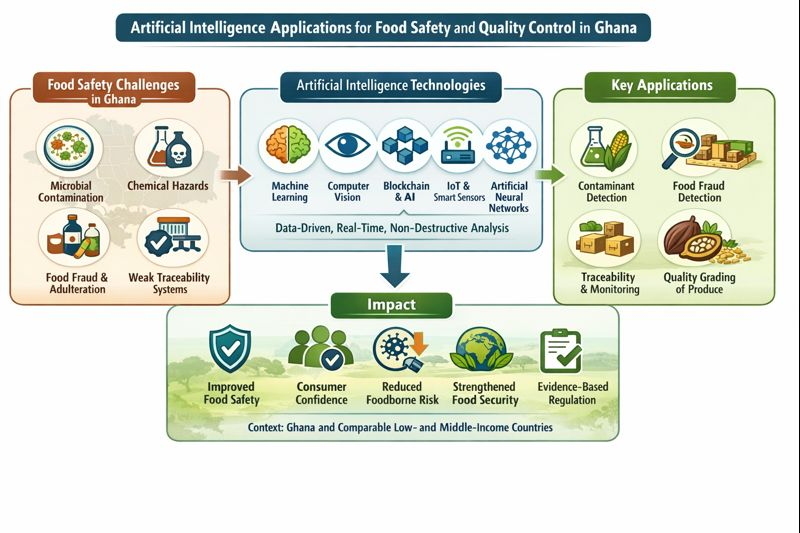 Artificial Intelligence Applications for Food Safety and Quality Control in Ghana
Food Safety Challenges
in Ghana
Microbial
Contamination
Chemical Hazards
Food Fraud &
Adulteration
Weak Traceability
Systems
Artificial Intelligence Technologies
Machine
Learning
Computer
Vision
Blockchain
& AI
IoT &
Smart Sensors
Artificial
Neural
Networks
Data-Driven, Real-Time, Non-Destructive Analysis
Key Applications
Contaminant
Detection
Food Fraud
Detection
Traceability
& Monitoring
Quality Grading
of Produce
Impact
Improved
Food Safety
Consumer
Confidence
Reduced
Foodborne Risk
Strengthened
Food Security
Evidence-Based
Regulation
Context: Ghana and Comparable Low- and Middle-Income Countries